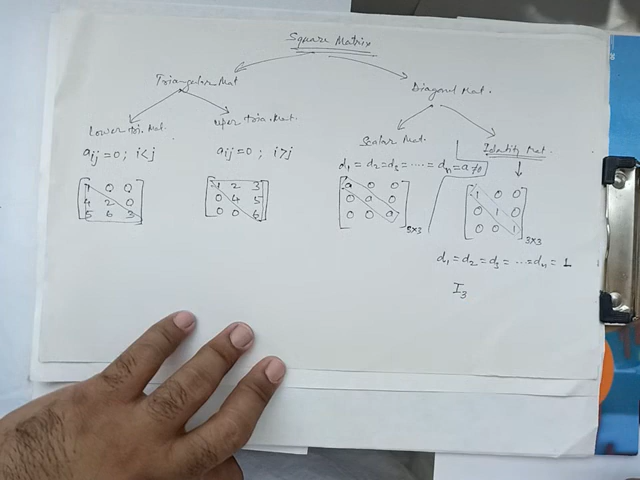 Square Matrix
Triangular Mat
Diagonal Mat.
Lower tri. Mat.
Upper tria. Mat.
Scalar Mat.
Identity Mat.
aij = 0 ; i<j
aij = 0 ; i>j
d1 = d2 = d3 = ...... = dn = a≠0
1 0 0
4 2 0
5 6 3
1 2 3
0 4 5
0 0 6
a 0 0
0 a 0
0 0 a
3×3
1 0 0
0 1 0
0 0 1
3×3
d1 = d2 = d3 = ...... = dn = 1
I3